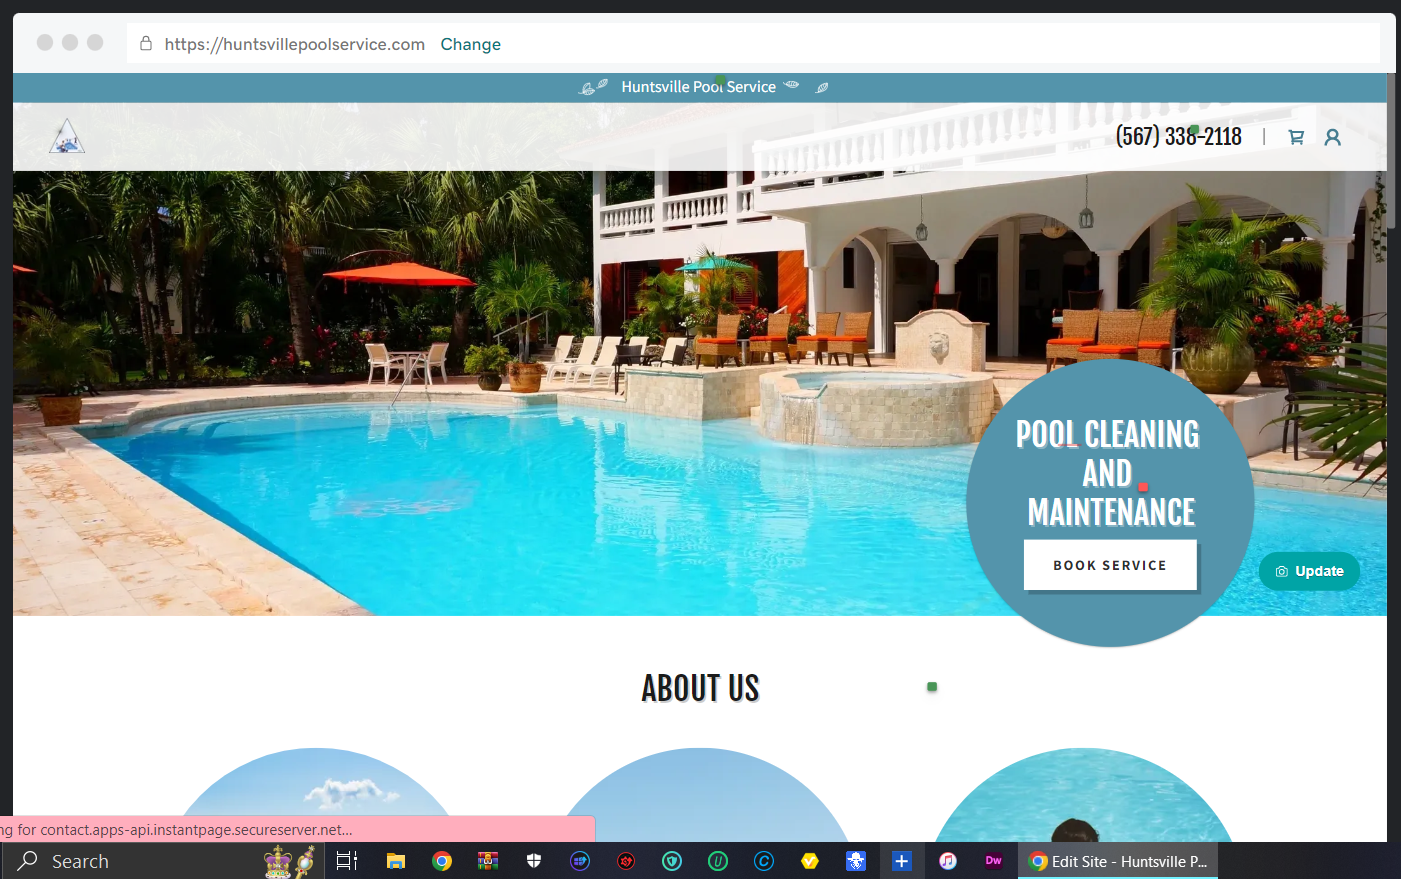 https://huntsvillepoolservice.com Change
Huntsville Pool Service
(567) 338-2118
POOL CLEANING
AND
MAINTENANCE
BOOK SERVICE
Update
ABOUT US
ng for contact.apps-api.instantpage.secureserver.net...
Search
Dw
Edit Site - Huntsville P...